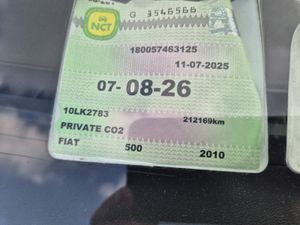 G 3546566
NCT
180057463125
11-07-2025
07- 08-26
10LK2783
212169km
PRIVATE CO2
FIAT 500 2010